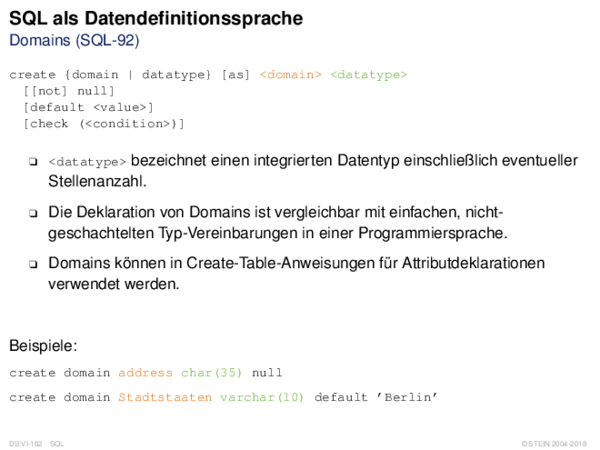 SQL als Datendefinitionssprache
Domains (SQL-92)
create {domain | datatype} [as] <domain> <datatype>
[[not] null]
[default <value>]
[check (<condition>)]
❑ <datatype> bezeichnet einen integrierten Datentyp einschließlich eventueller
Stellenanzahl.
❑ Die Deklaration von Domains ist vergleichbar mit einfachen, nicht-
geschachtelten Typ-Vereinbarungen in einer Programmiersprache.
❑ Domains können in Create-Table-Anweisungen für Attributdeklarationen
verwendet werden.
Beispiele:
create domain address char(35) null
create domain Stadtstaaten varchar(10) default ’Berlin’
DB:VI-102 SQL © STEIN 2004-2018